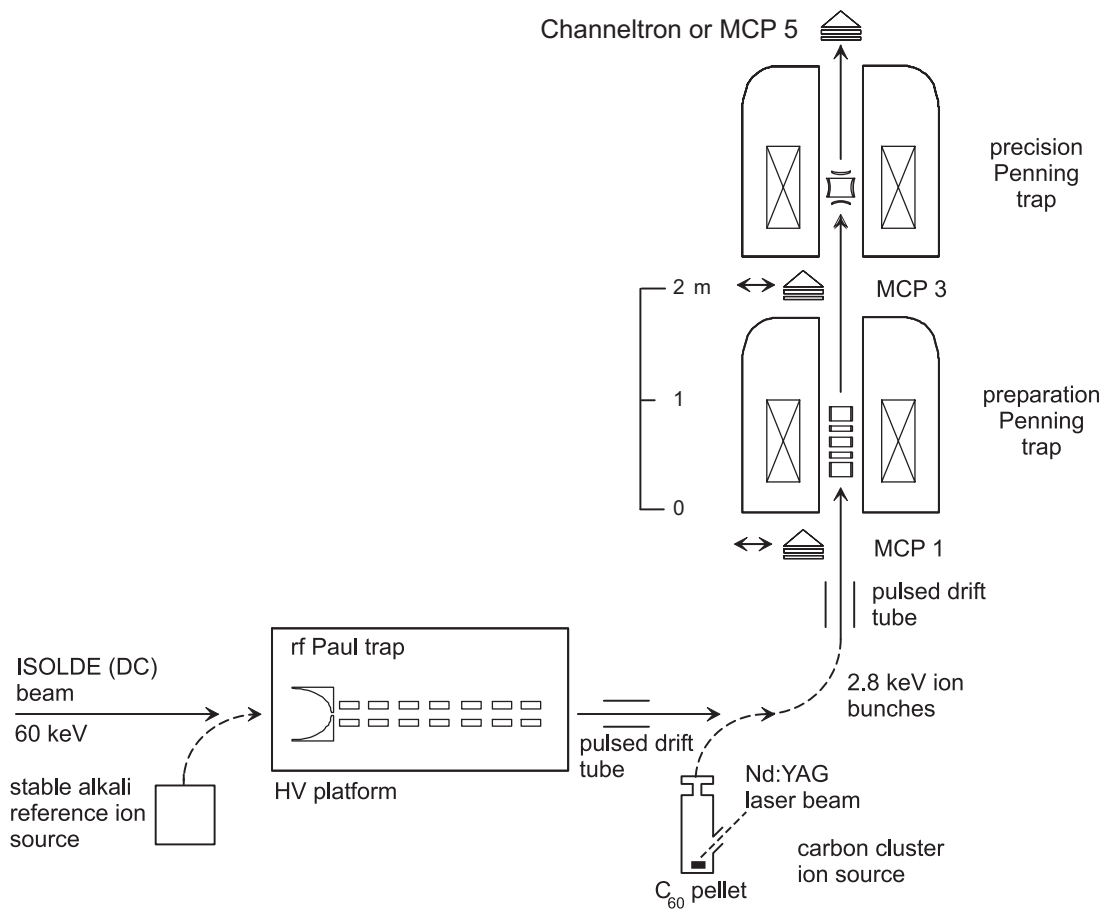 Channeltron or MCP 5
precision
Penning
trap
2 m
MCP 3
1
preparation
Penning
trap
0
MCP 1
pulsed drift
tube
rf Paul trap
ISOLDE (DC)
beam
60 keV
2.8 keV ion
bunches
pulsed drift
tube
stable alkali
reference ion
source
HV platform
Nd:YAG
laser beam
carbon cluster
ion source
C60 pellet